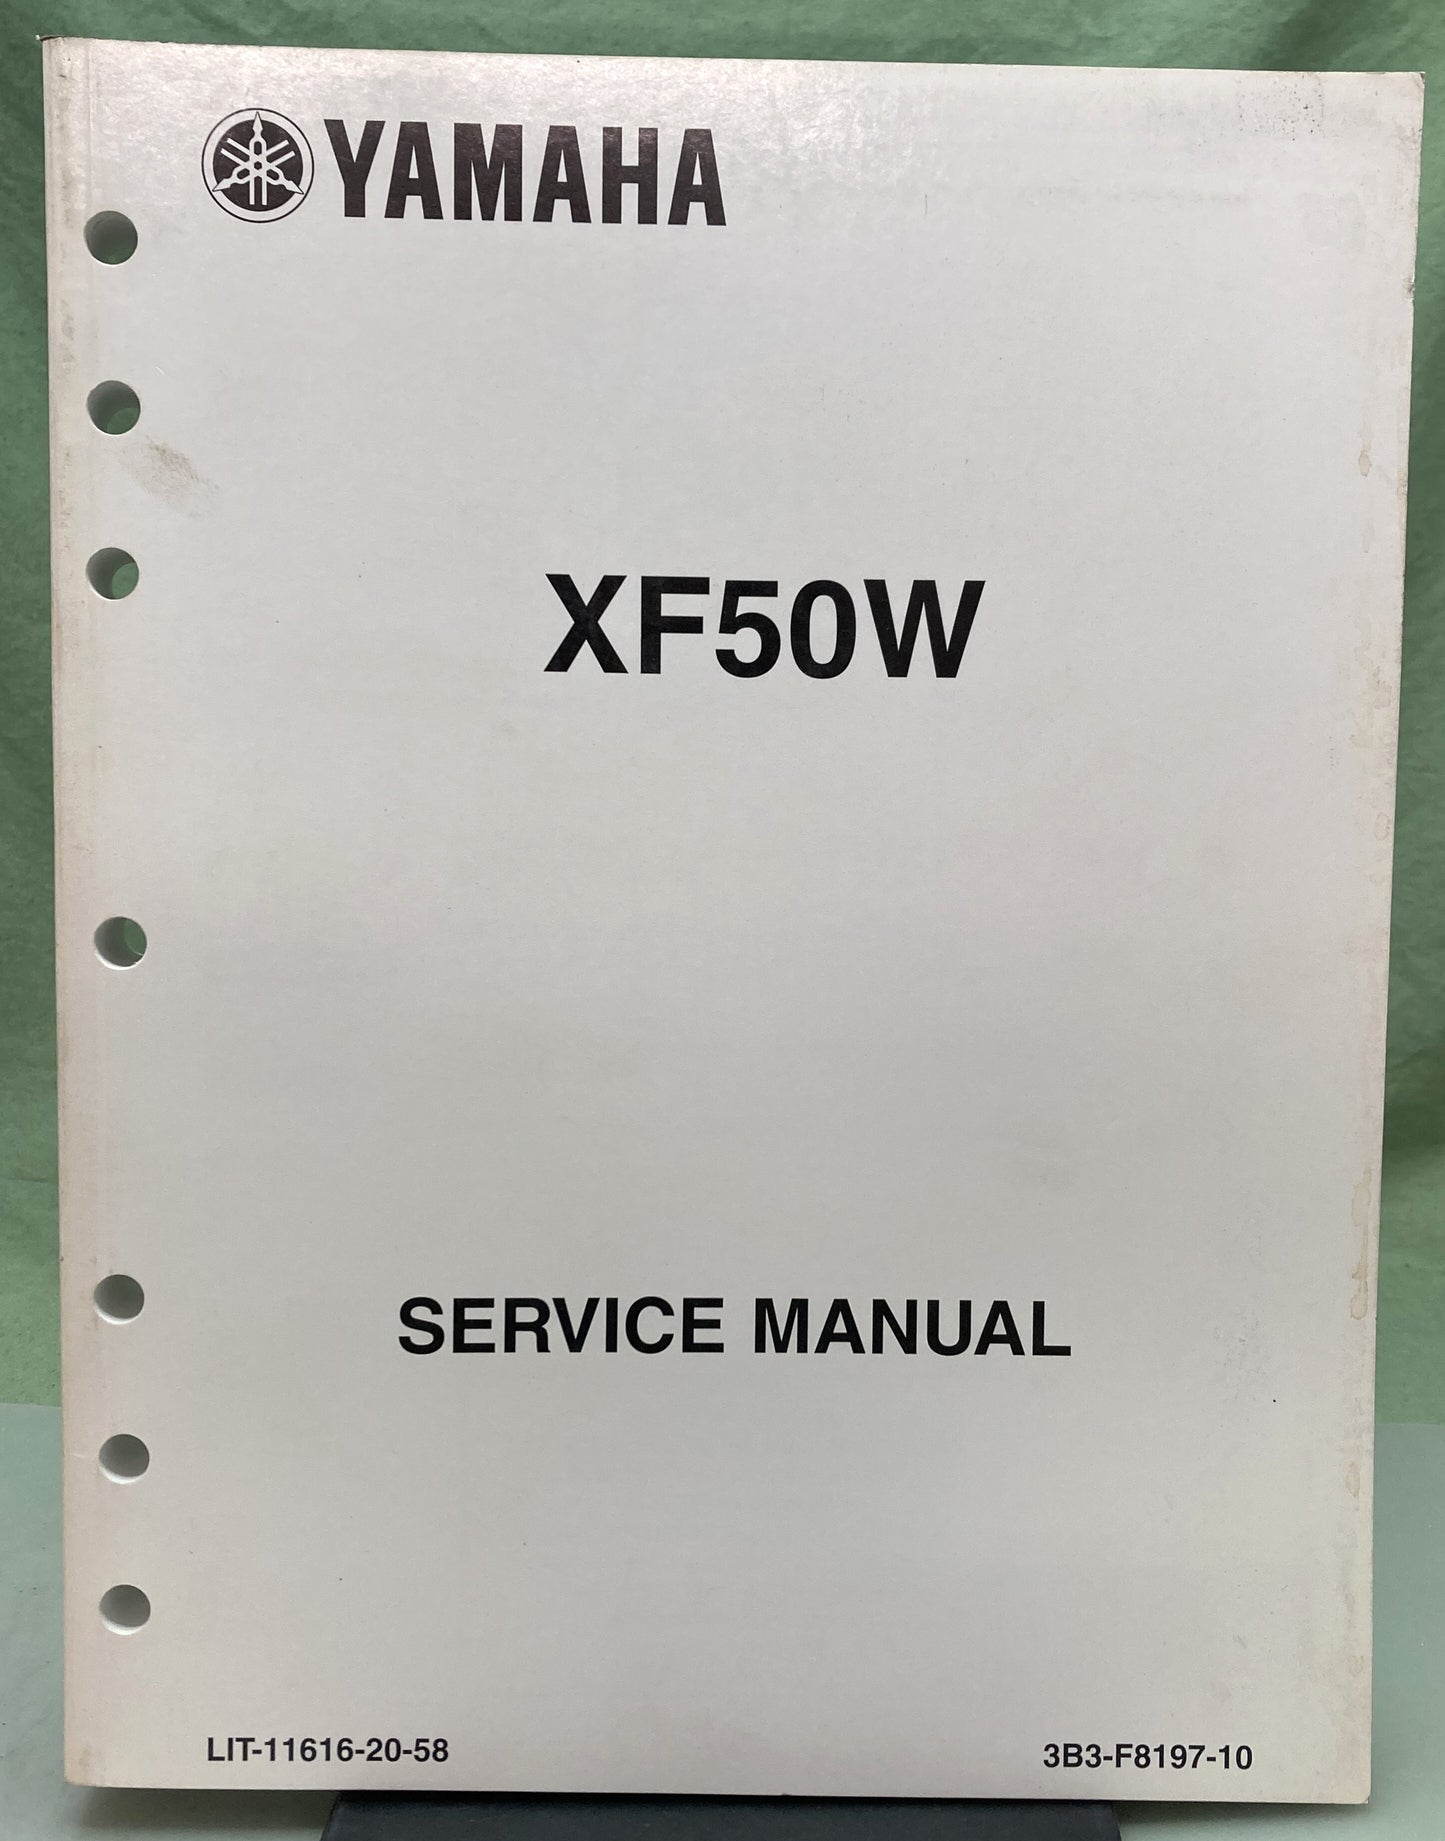 YAMAHA
XF50W
SERVICE MANUAL
LIT-11616-20-58
3B3-F8197-10